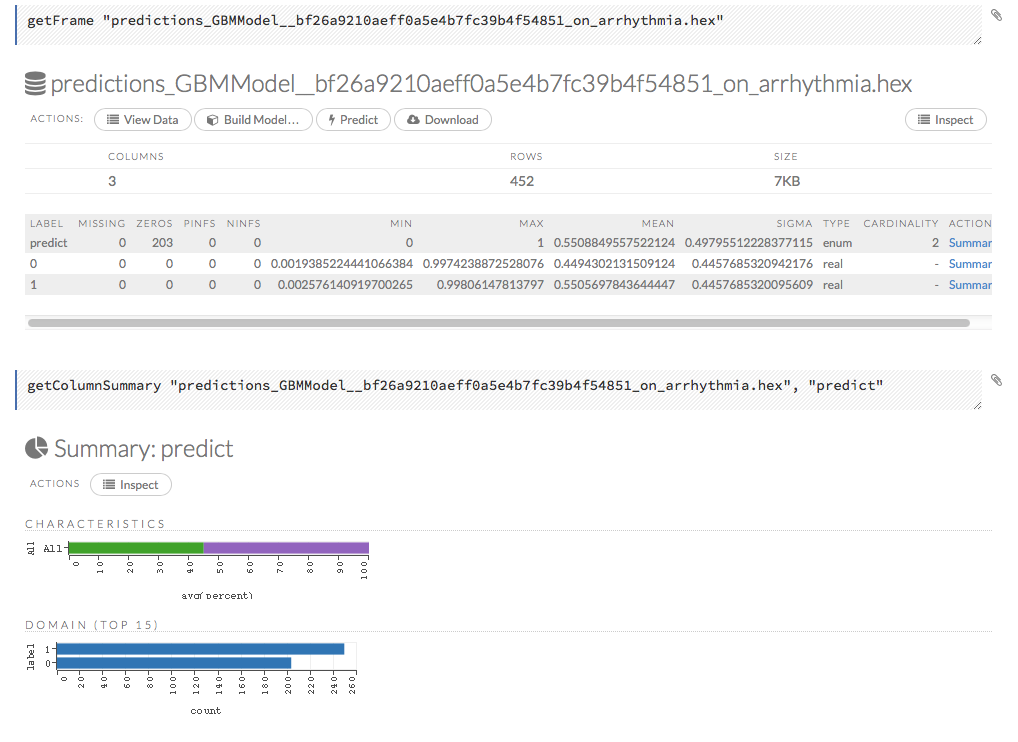 getFrame "predictions_GBMModel__bf26a9210aeff0a5e4b7fc39b4f54851_on_arrhythmia.hex"
predictions_GBMModel__bf26a9210aeff0a5e4b7fc39b4f54851_on_arrhythmia.hex
ACTIONS: View Data Build Model... Predict Download Inspect
COLUMNS ROWS SIZE
3 452 7KB
LABEL MISSING ZEROS PINFS NINFS MIN MAX MEAN SIGMA TYPE CARDINALITY ACTION
predict 0 203 0 0 0 1 0.5508849557522124 0.49795512228377115 enum 2 Summar
0 0 0 0 0 0.0019385224441066384 0.9974238872528076 0.4494302131509124 0.4457685320942176 real - Summar
1 0 0 0 0 0.002576140919700265 0.99806147813797 0.5505697843644447 0.4457685320095609 real - Summar
getColumnSummary "predictions_GBMModel__bf26a9210aeff0a5e4b7fc39b4f54851_on_arrhythmia.hex", "predict"
Summary: predict
ACTIONS Inspect
CHARACTERISTICS
All All
0 10 20 30 40 50 60 70 80 90 100
avg(percent)
DOMAIN (TOP 15)
label 1
0
0 20 40 60 80 100 120 140 160 180 200 220 240 260
count